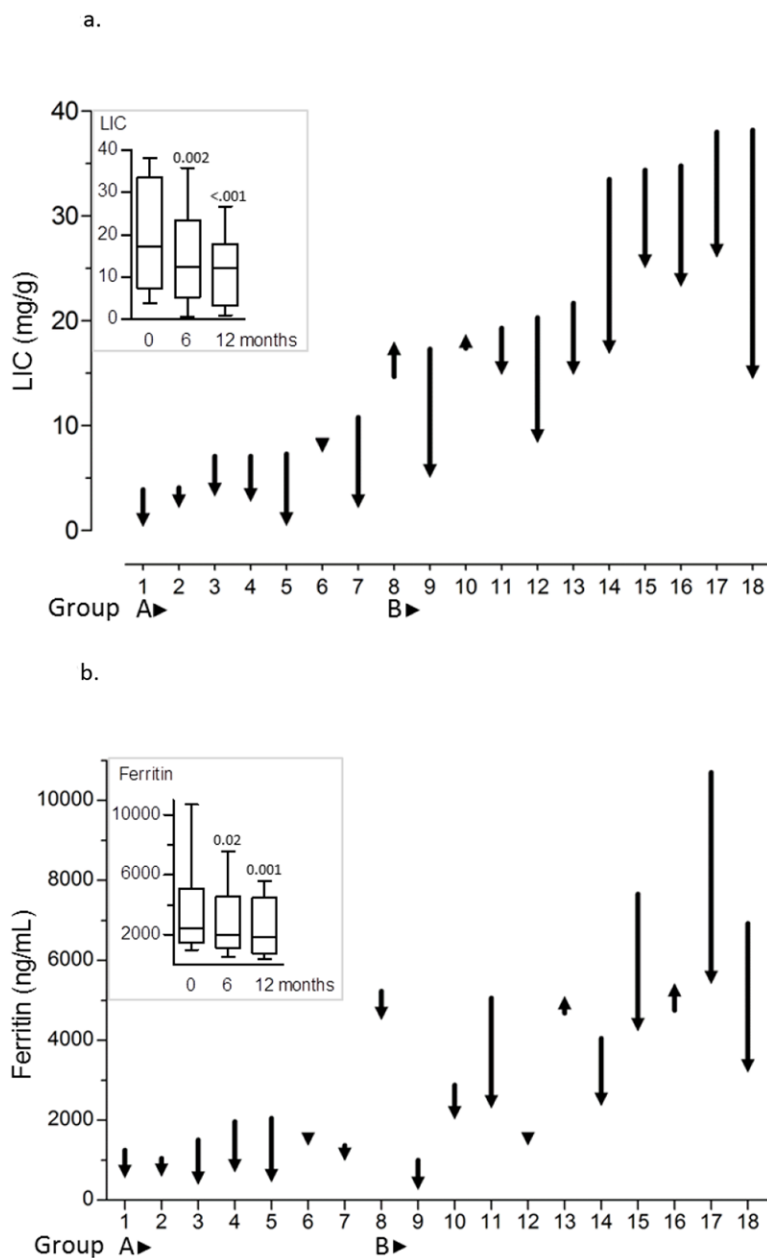 a.
LIC (mg/g)
40
30
20
10
0
LIC
40
30
20
10
0
0.002
<.001
0 6 12 months
1 2 3 4 5 6 7 8 9 10 11 12 13 14 15 16 17 18
Group A► B►
b.
Ferritin (ng/mL)
10000
8000
6000
4000
2000
0
Ferritin
10000
6000
2000
0.02
0.001
0 6 12 months
1 2 3 4 5 6 7 8 9 10 11 12 13 14 15 16 17 18
Group A► B►